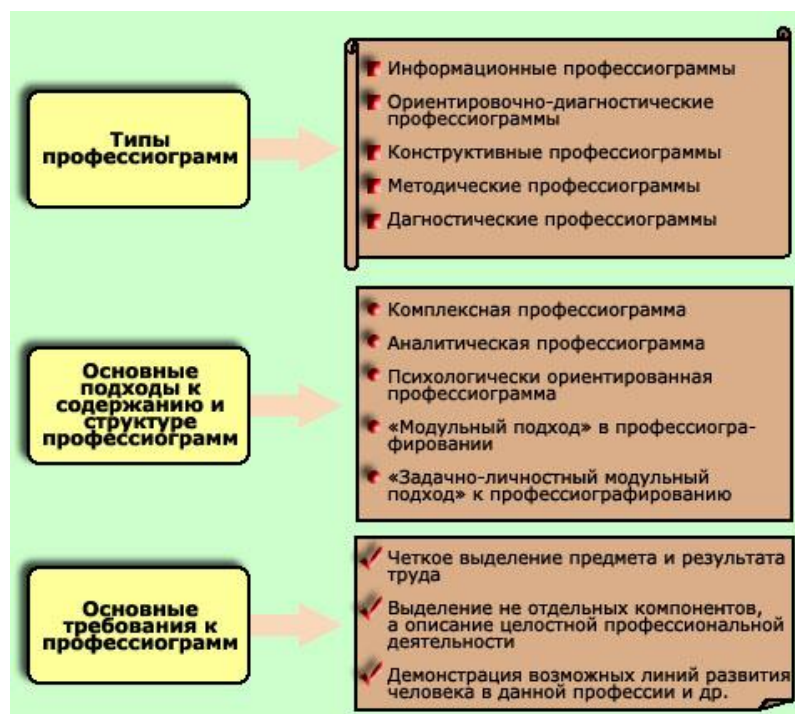 Типы
профессиограмм
Информационные профессиограммы
Ориентировочно-диагностические
профессиограммы
Конструктивные профессиограммы
Методические профессиограммы
Дагностические профессиограммы
Основные
подходы к
содержанию и
структуре
профессиограмм
Комплексная профессиограмма
Аналитическая профессиограмма
Психологически ориентированная
профессиограмма
«Модульный подход» в профессиогра-
фировании
«Задачно-личностный модульный
подход» к профессиографированию
Основные
требования к
профессиограмм
Четкое выделение предмета и результата
труда
Выделение не отдельных компонентов,
а описание целостной профессиональной
деятельности
Демонстрация возможных линий развития
человека в данной профессии и др.